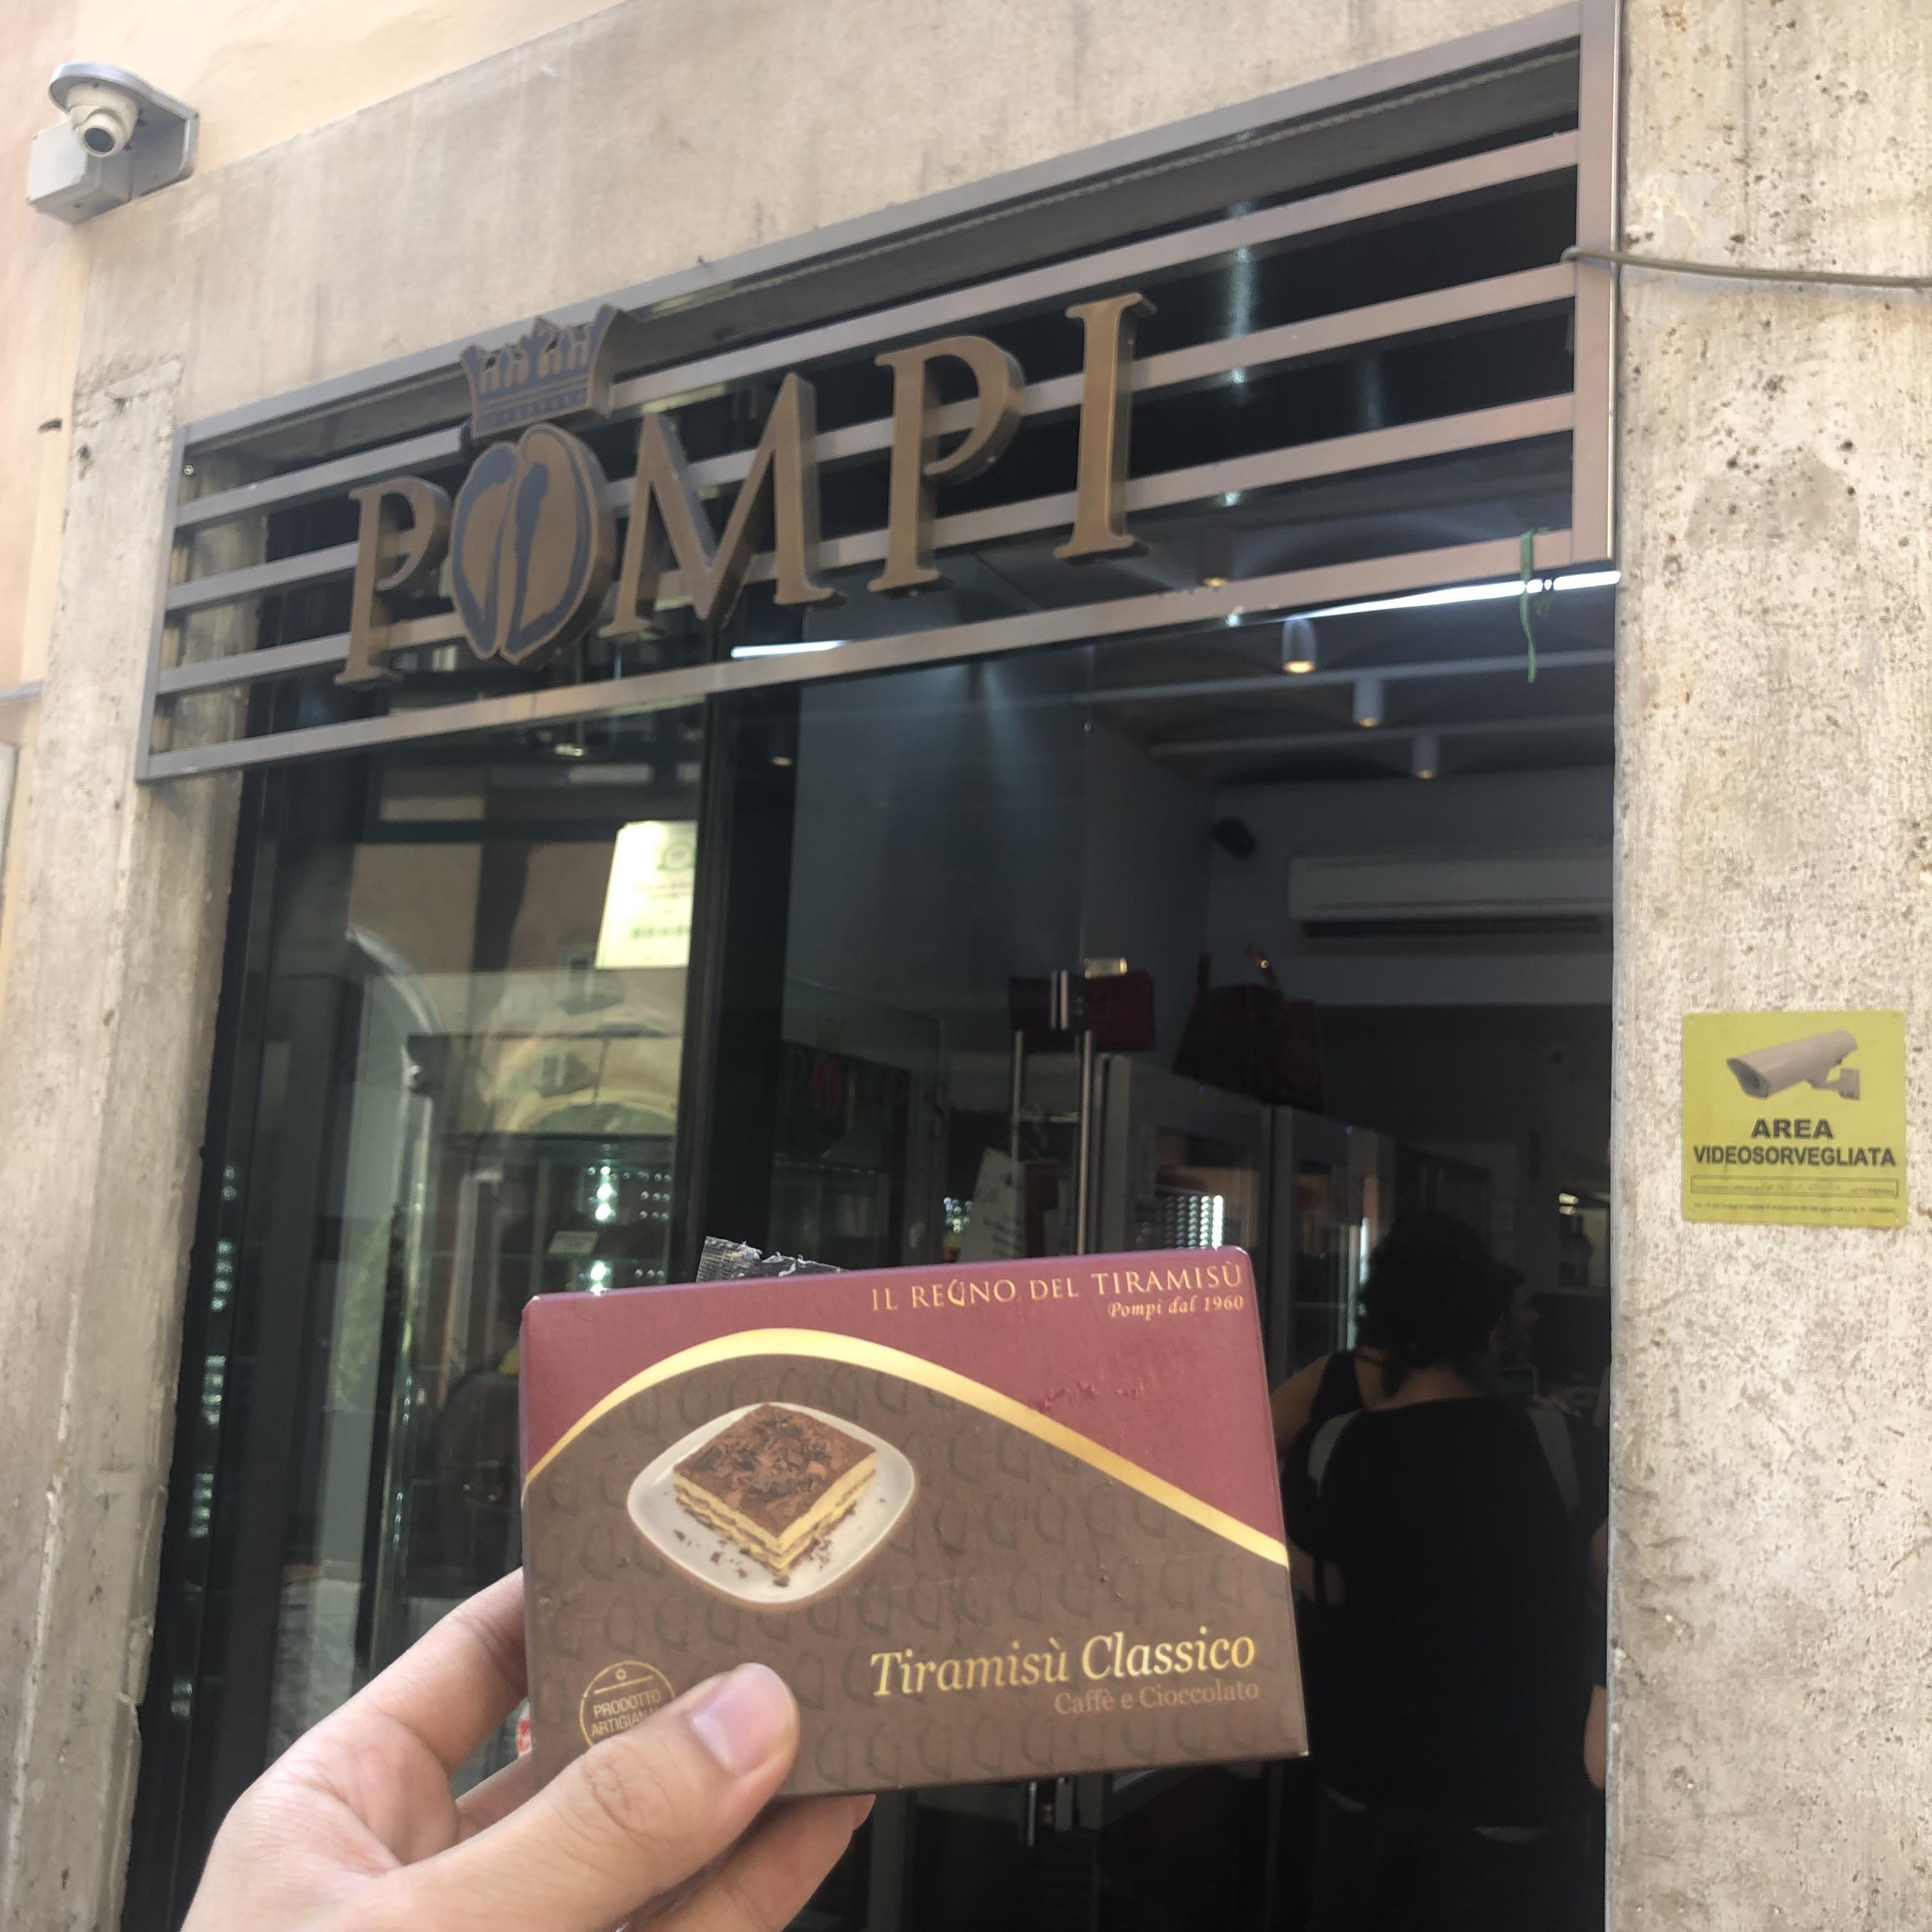 POMPI
AREA
VIDEOSORVEGLIATA
IL REGNO DEL TIRAMISÙ
Pompi dal 1960
Tiramisù Classico
Caffè e Cioccolato
PRODOTTO